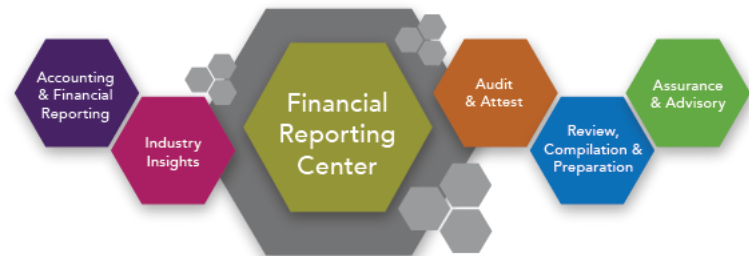 Accounting
& Financial
Reporting
Industry
Insights
Financial
Reporting
Center
Audit
& Attest
Review,
Compilation &
Preparation
Assurance
& Advisory